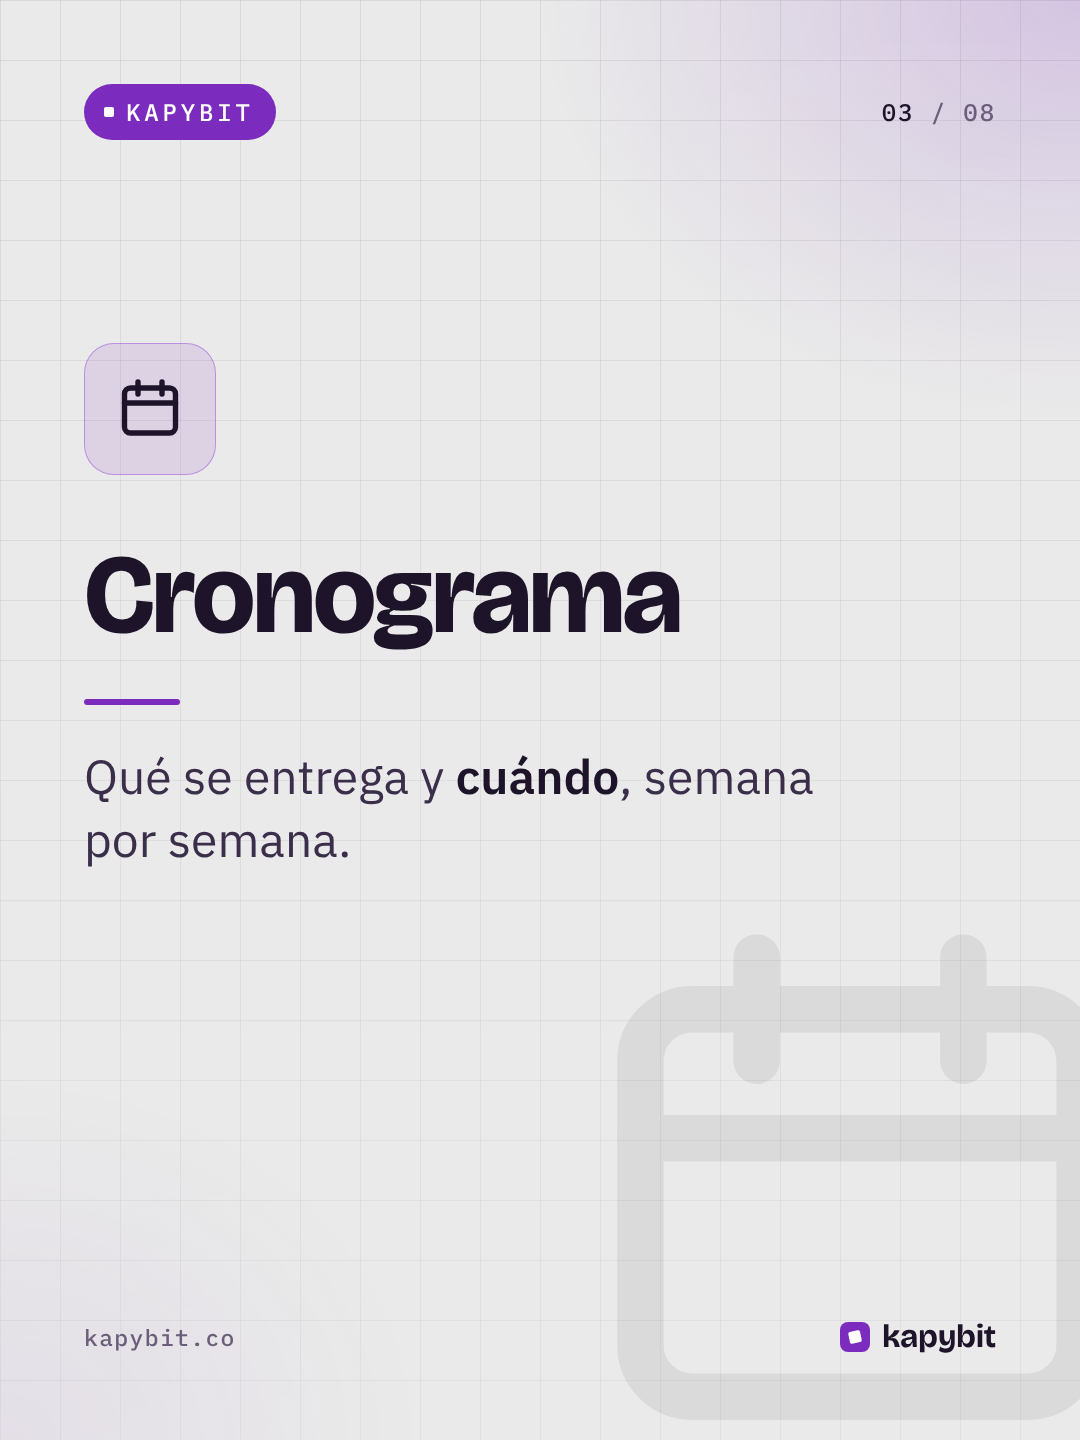 KAPYBIT
03 / 08
Cronograma
Qué se entrega y cuándo, semana
por semana.
kapybit.co
kapybit